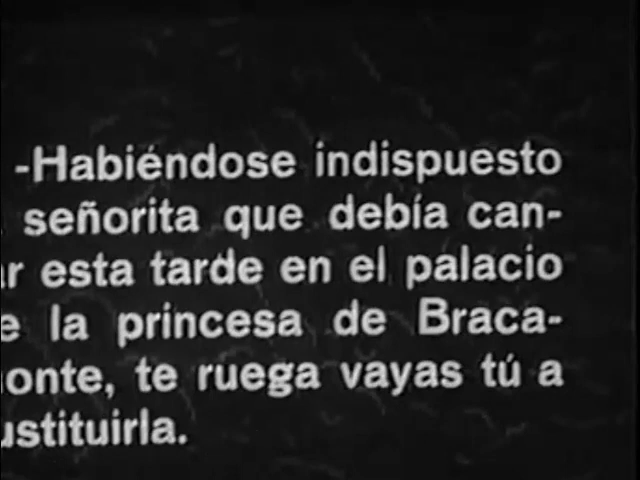 -Habiéndose indispuesto
señorita que debía can-
ar esta tarde en el palacio
e la princesa de Braca-
onte, te ruega vayas tú a
ustituirla.